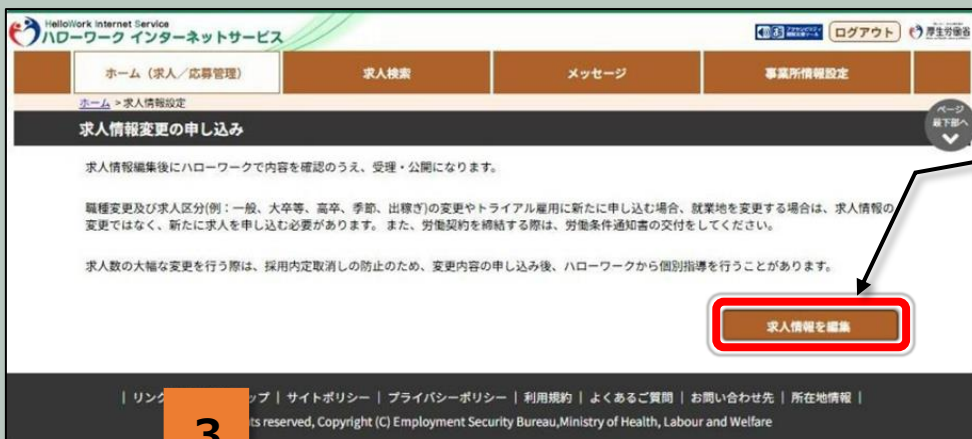 HelloWork Internet Service
ハローワーク インターネットサービス
ログアウト
厚生労働省
ホーム（求人／応募管理）
求人検索
メッセージ
事業所情報設定
ホーム > 求人情報設定
ページ
最下部へ
求人情報変更の申し込み
求人情報編集後にハローワークで内容を確認のうえ、受理・公開になります。
職種変更及び求人区分(例：一般、大卒等、高卒、季節、出稼ぎ)の変更やトライアル雇用に新たに申し込む場合、就業地を変更する場合は、求人情報の
変更ではなく、新たに求人を申し込む必要があります。 また、労働契約を締結する際は、労働条件通知書の交付をしてください。
求人数の大幅な変更を行う際は、採用内定取消しの防止のため、変更内容の申し込み後、ハローワークから個別指導を行うことがあります。
求人情報を編集
| リンク
ップ | サイトポリシー | プライバシーポリシー | 利用規約 | よくあるご質問 | お問い合わせ先 | 所在地情報 |
ts reserved, Copyright (C) Employment Security Bureau,Ministry of Health, Labour and Welfare
3